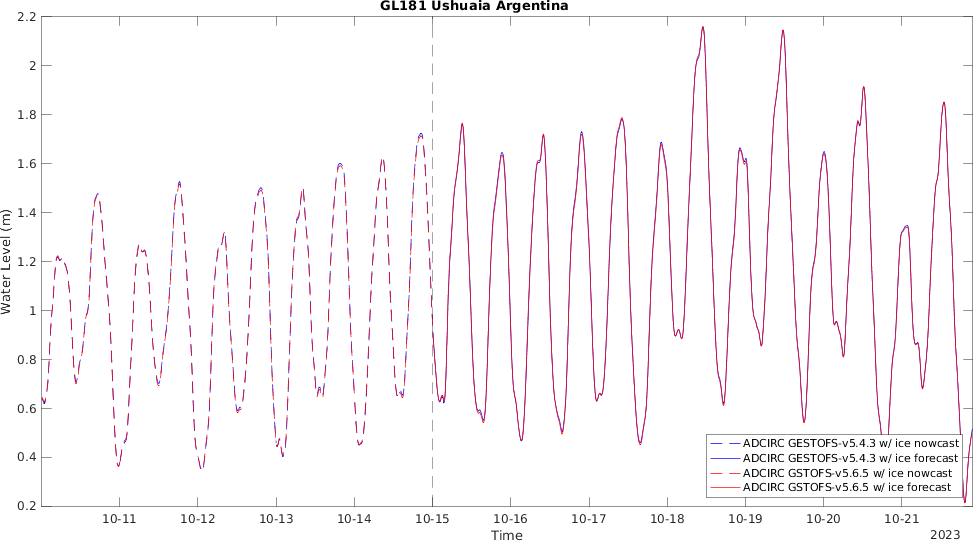 GL181 Ushuaia Argentina
2.2
2
1.8
1.6
1.4
1.2
1
0.8
0.6
0.4
0.2
Water Level (m)
ADCIRC GESTOFS-v5.4.3 w/ ice nowcast
ADCIRC GESTOFS-v5.4.3 w/ ice forecast
ADCIRC GSTOFS-v5.6.5 w/ ice nowcast
ADCIRC GSTOFS-v5.6.5 w/ ice forecast
10-11 10-12 10-13 10-14 10-15 10-16 10-17 10-18 10-19 10-20 10-21
Time
2023